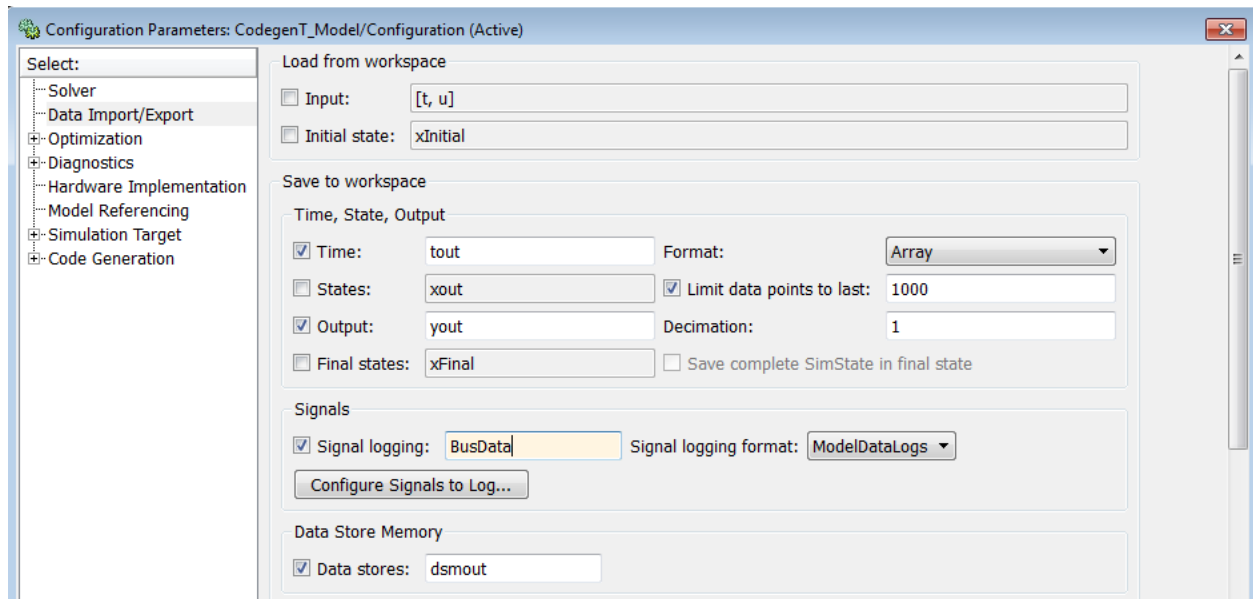 Configuration Parameters: CodegenT_Model/Configuration (Active)
Select:
Solver
Data Import/Export
Optimization
Diagnostics
Hardware Implementation
Model Referencing
Simulation Target
Code Generation
Load from workspace
Input: [t, u]
Initial state: xInitial
Save to workspace
Time, State, Output
Time: tout Format: Array
States: xout Limit data points to last: 1000
Output: yout Decimation: 1
Final states: xFinal Save complete SimState in final state
Signals
Signal logging: BusData Signal logging format: ModelDataLogs
Configure Signals to Log...
Data Store Memory
Data stores: dsmout